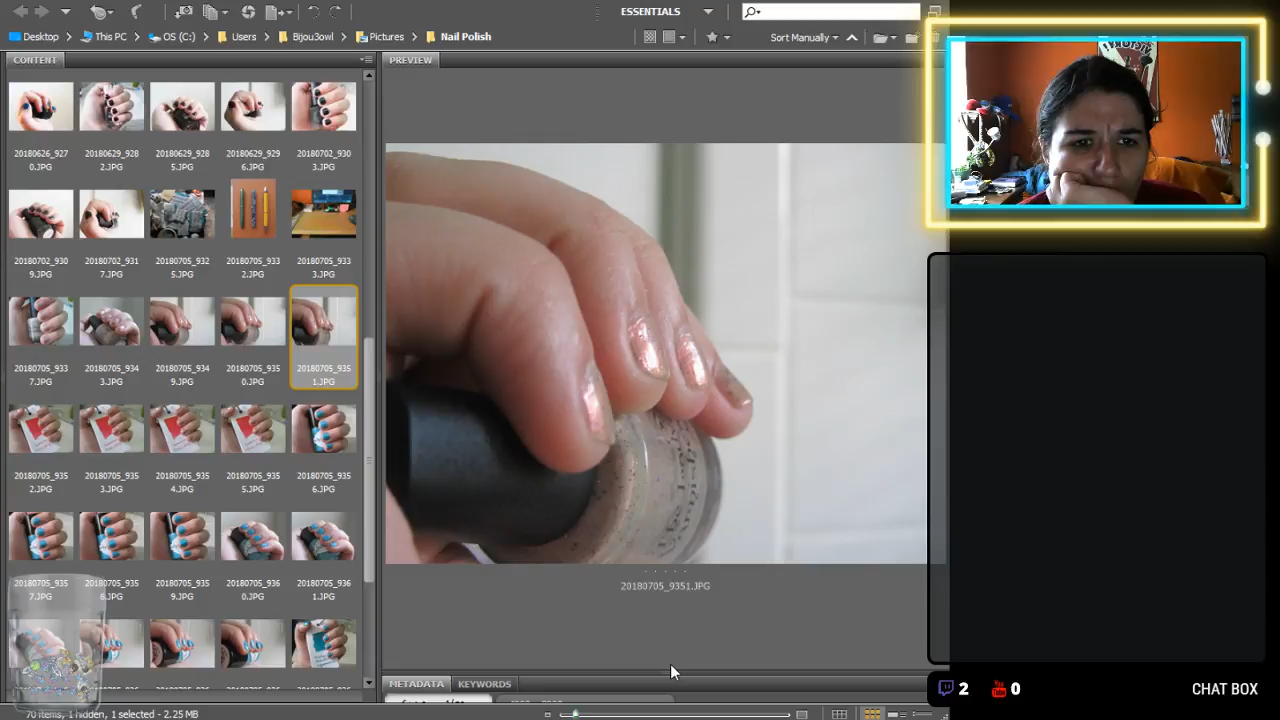 ESSENTIALS
Desktop
This PC
OS (C:)
Users
Bijou3owl
Pictures
Nail Polish
Sort Manually
CONTENT
PREVIEW
20180626_927
0.JPG
20180629_928
2.JPG
20180629_928
5.JPG
20180629_929
6.JPG
20180702_930
3.JPG
20180702_930
9.JPG
20180702_931
7.JPG
20180705_932
5.JPG
20180705_933
2.JPG
20180705_933
3.JPG
20180705_933
7.JPG
20180705_934
3.JPG
20180705_934
9.JPG
20180705_935
0.JPG
20180705_935
1.JPG
20180705_935
2.JPG
20180705_935
3.JPG
20180705_935
4.JPG
20180705_935
5.JPG
20180705_935
6.JPG
20180705_935
7.JPG
20180705_935
8.JPG
20180705_935
9.JPG
20180705_936
0.JPG
20180705_936
1.JPG
20180705_9351.JPG
METADATA
KEYWORDS
70 items, 1 hidden, 1 selected - 2.25 MB
2
0
CHAT BOX